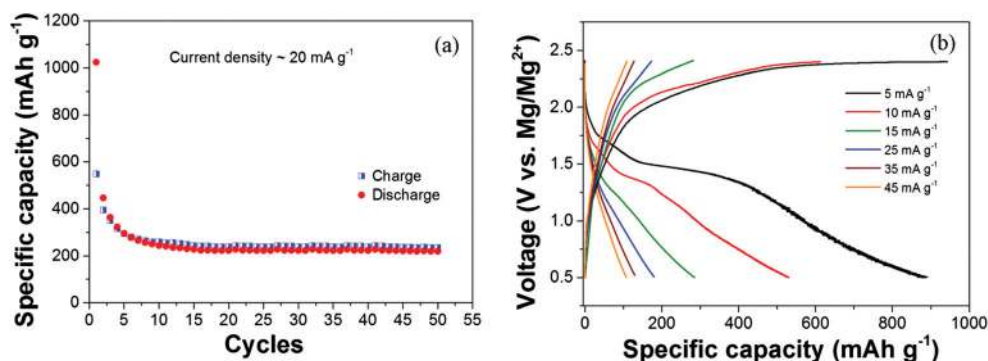 1200
1000
800
600
400
200
0
Specific capacity (mAh g⁻¹)
(a)
Current density ~ 20 mA g⁻¹
Charge
Discharge
0 5 10 15 20 25 30 35 40 45 50 55
Cycles
2.5
2.0
1.5
1.0
0.5
Voltage (V vs. Mg/Mg²⁺)
(b)
5 mA g⁻¹
10 mA g⁻¹
15 mA g⁻¹
25 mA g⁻¹
35 mA g⁻¹
45 mA g⁻¹
0 200 400 600 800 1000
Specific capacity (mAh g⁻¹)